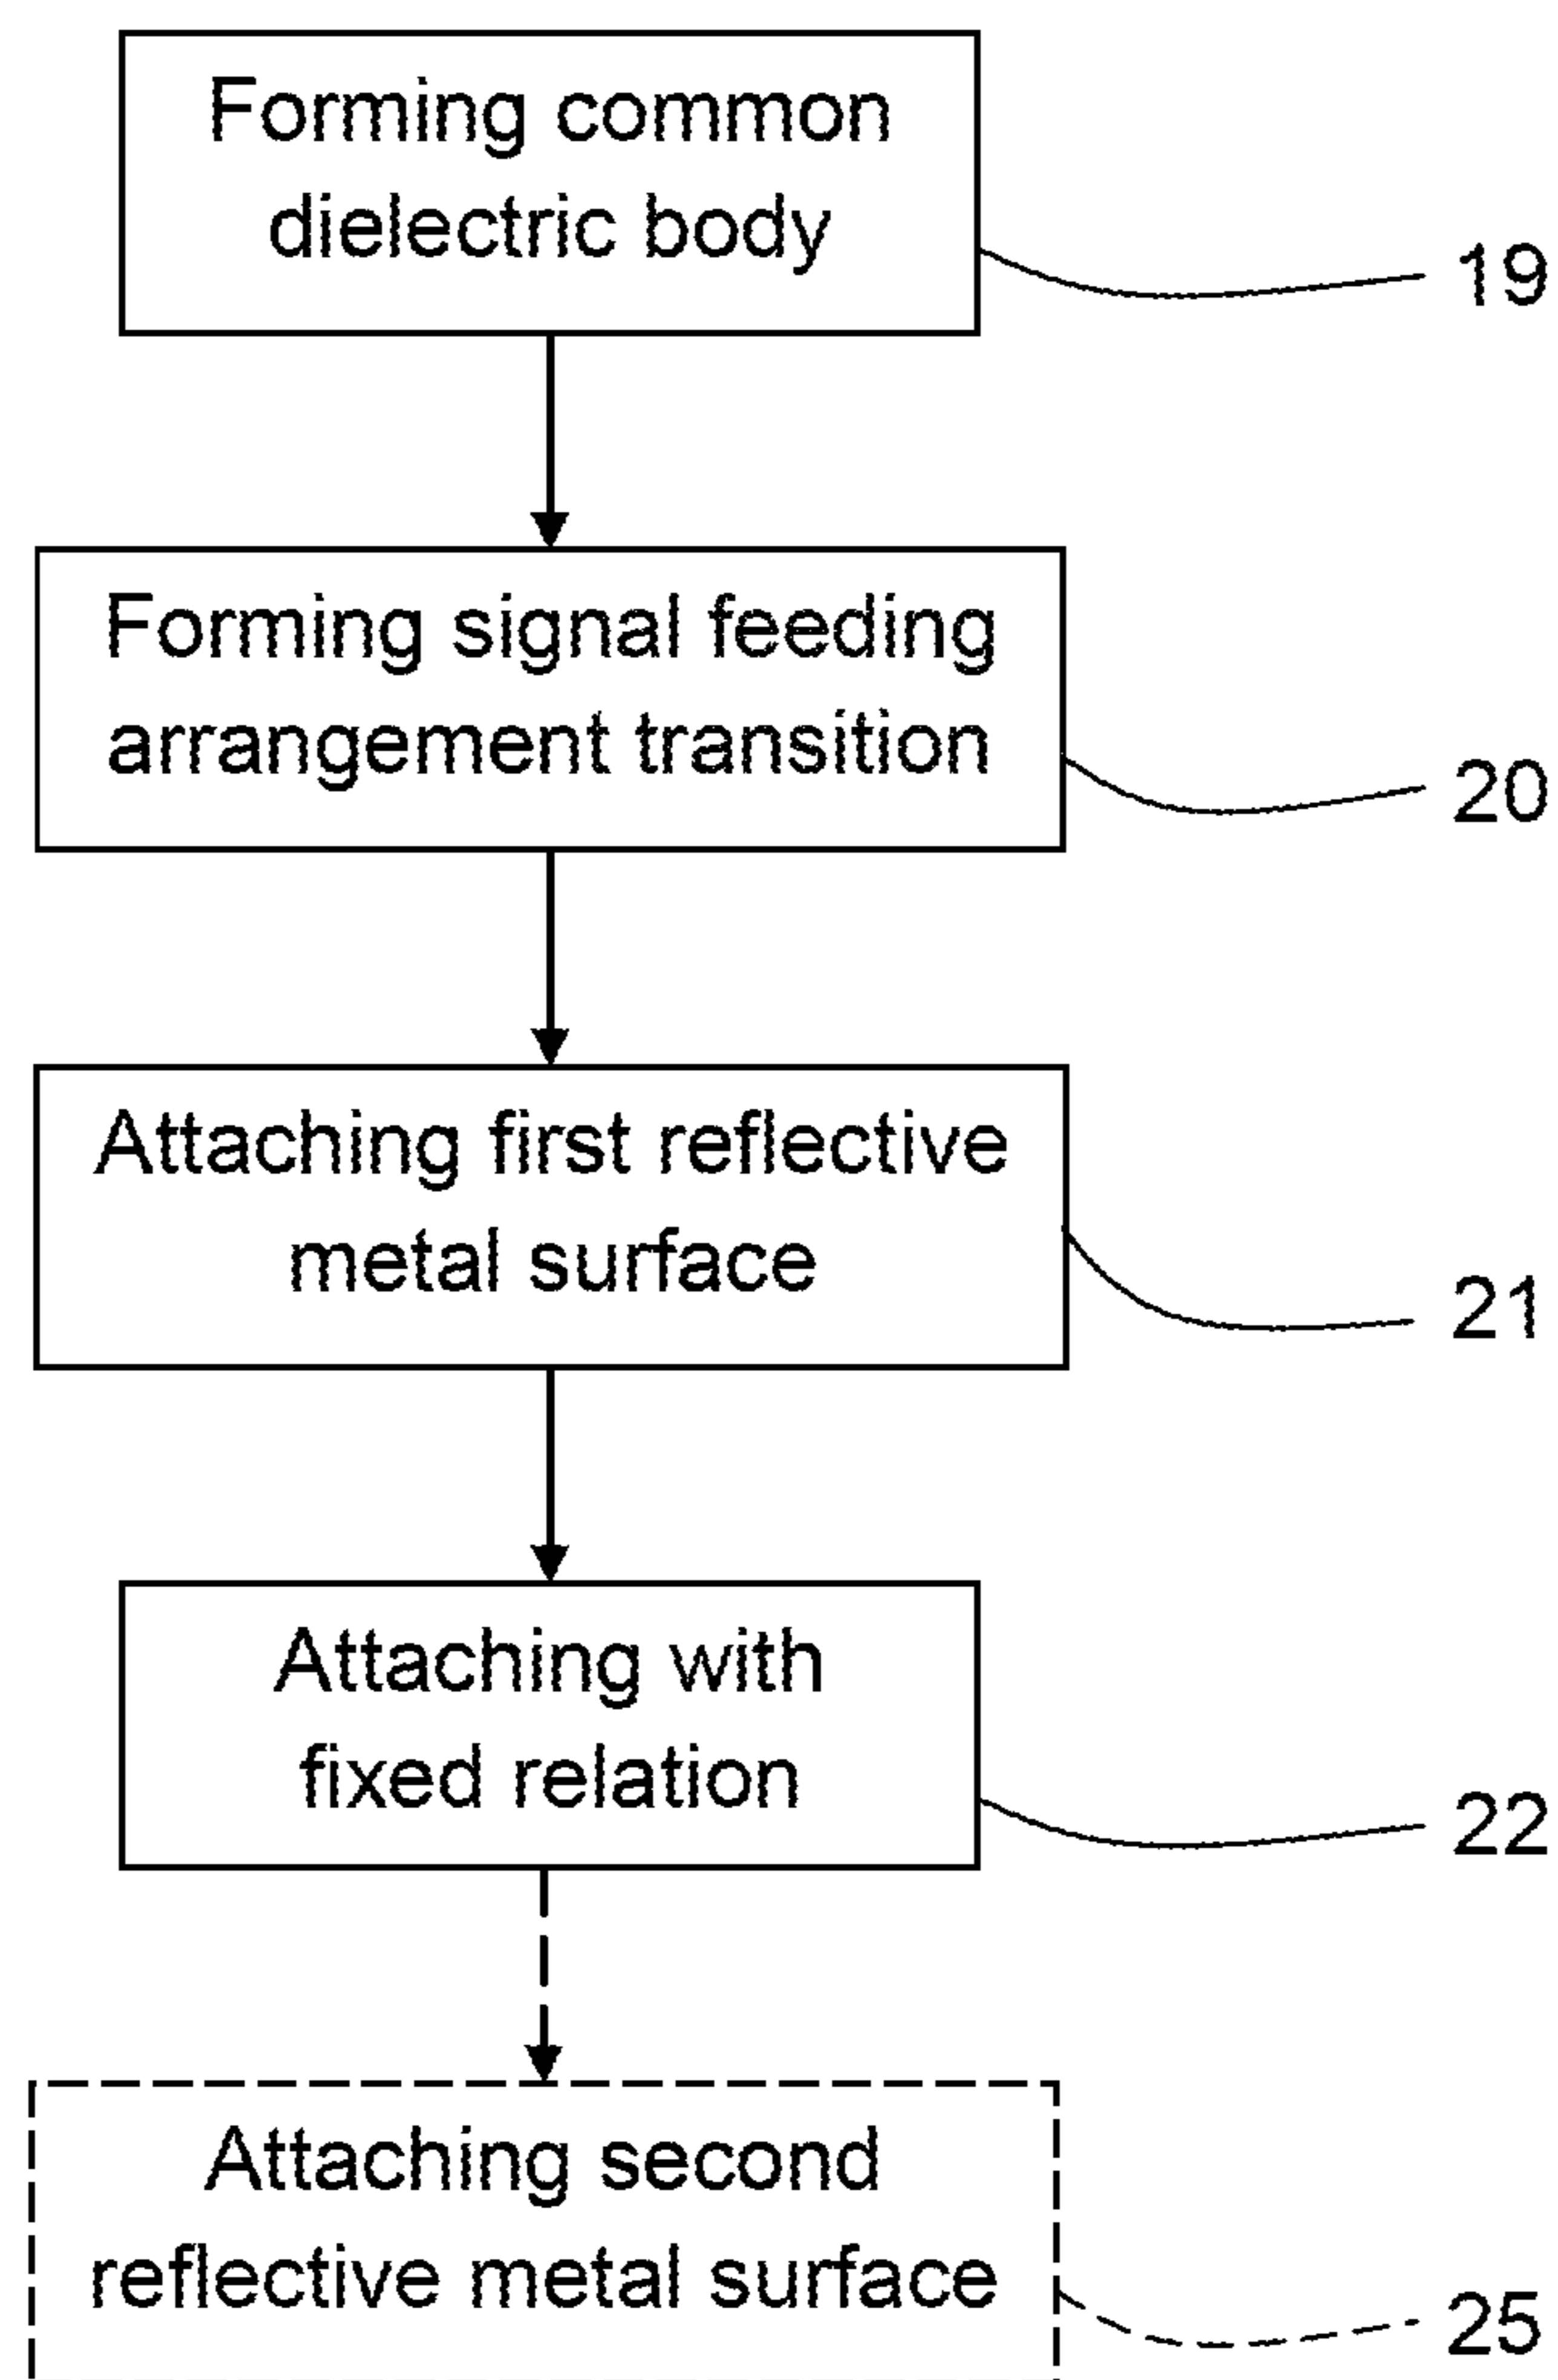 Forming common
dielectric body
19
Forming signal feeding
arrangement transition
20
Attaching first reflective
metal surface
21
Attaching with
fixed relation
22
Attaching second
reflective metal surface
25